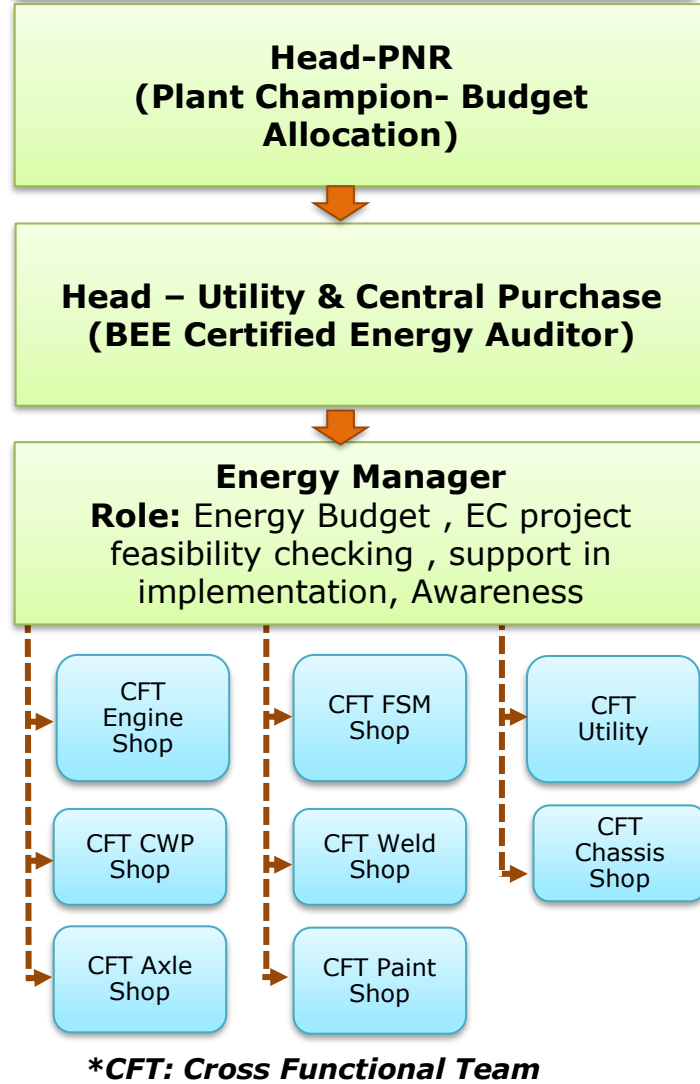 Head-PNR
(Plant Champion- Budget
Allocation)
Head – Utility & Central Purchase
(BEE Certified Energy Auditor)
Energy Manager
Role: Energy Budget , EC project
feasibility checking , support in
implementation, Awareness
CFT
Engine
Shop
CFT FSM
Shop
CFT
Utility
CFT CWP
Shop
CFT Weld
Shop
CFT
Chassis
Shop
CFT Axle
Shop
CFT Paint
Shop
*CFT: Cross Functional Team